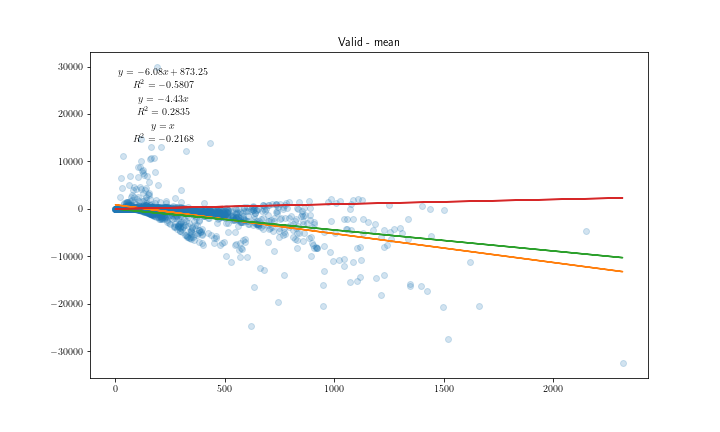 Valid - mean
y = −6.08x + 873.25
R² = −0.5807
y = −4.43x
R² = 0.2835
y = x
R² = −0.2168
30000
20000
10000
0
−10000
−20000
−30000
0 500 1000 1500 2000